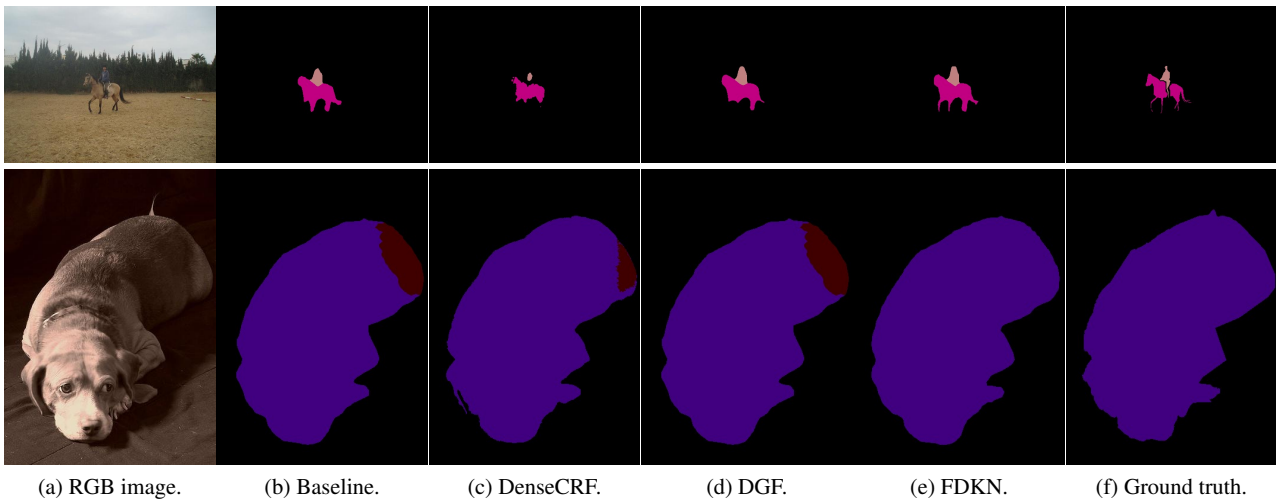 (a) RGB image. (b) Baseline. (c) DenseCRF. (d) DGF. (e) FDKN. (f) Ground truth.